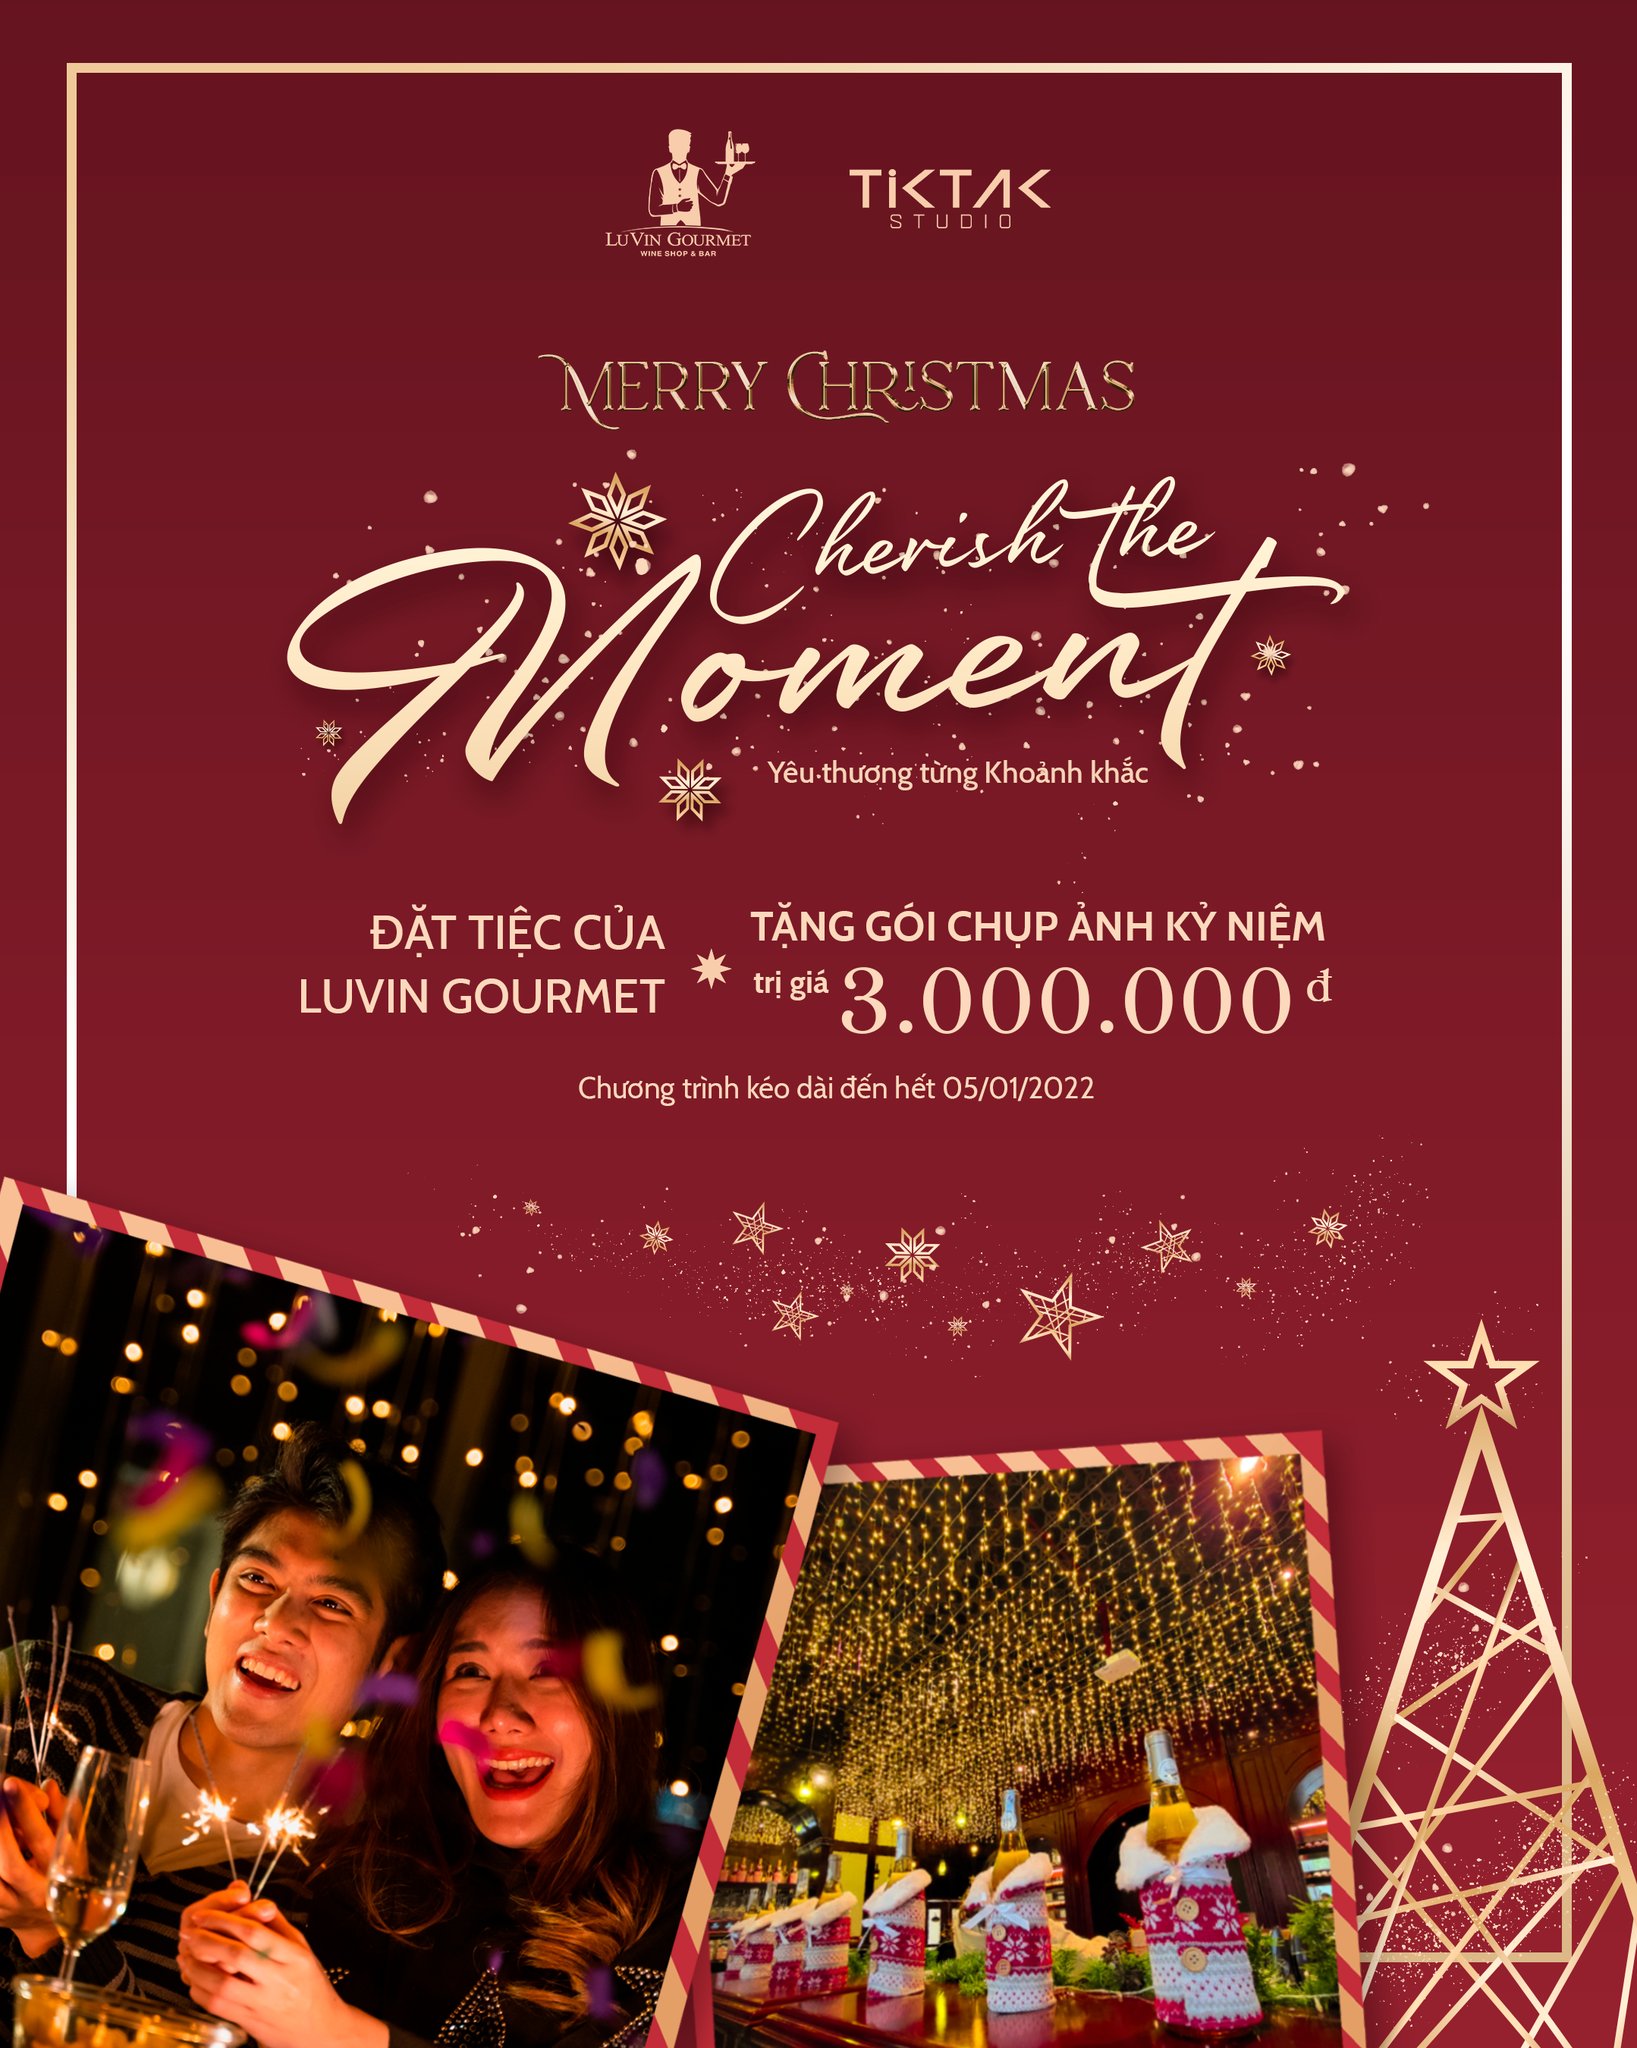 LUVIN GOURMET
WINE SHOP & BAR
TiKTAK
STUDIO
MERRY CHRISTMAS
Cherish the
Moment
Yêu thương từng Khoảnh khắc
ĐẶT TIỆC CỦA
LUVIN GOURMET
TẶNG GÓI CHỤP ẢNH KỶ NIỆM
trị giá 3.000.000 đ
Chương trình kéo dài đến hết 05/01/2022